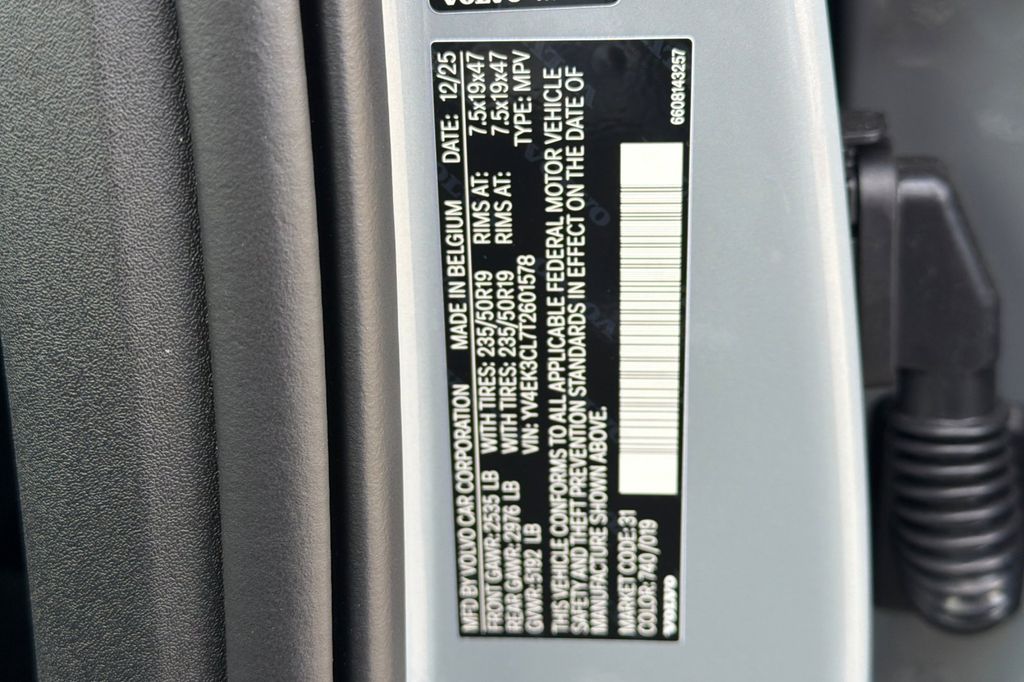 VOLVO
MFD BY VOLVO CAR CORPORATION MADE IN BELGIUM DATE: 12/25
FRONT GAWR: 2535 LB WITH TIRES: 235/50R19 RIMS AT: 7.5x19x47
REAR GAWR: 2976 LB WITH TIRES: 235/50R19 RIMS AT: 7.5x19x47
GVWR: 5192 LB VIN: YV4EK3CL7T2601578 TYPE: MPV
THIS VEHICLE CONFORMS TO ALL APPLICABLE FEDERAL MOTOR VEHICLE
SAFETY AND THEFT PREVENTION STANDARDS IN EFFECT ON THE DATE OF
MANUFACTURE SHOWN ABOVE.
MARKET CODE: 31
COLOR: 740/019
VOLVO 6608143257